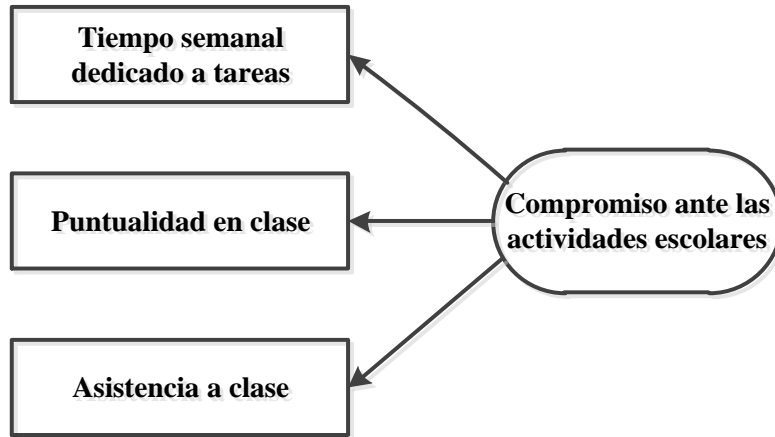 Tiempo semanal
dedicado a tareas
Puntualidad en clase
Compromiso ante las
actividades escolares
Asistencia a clase